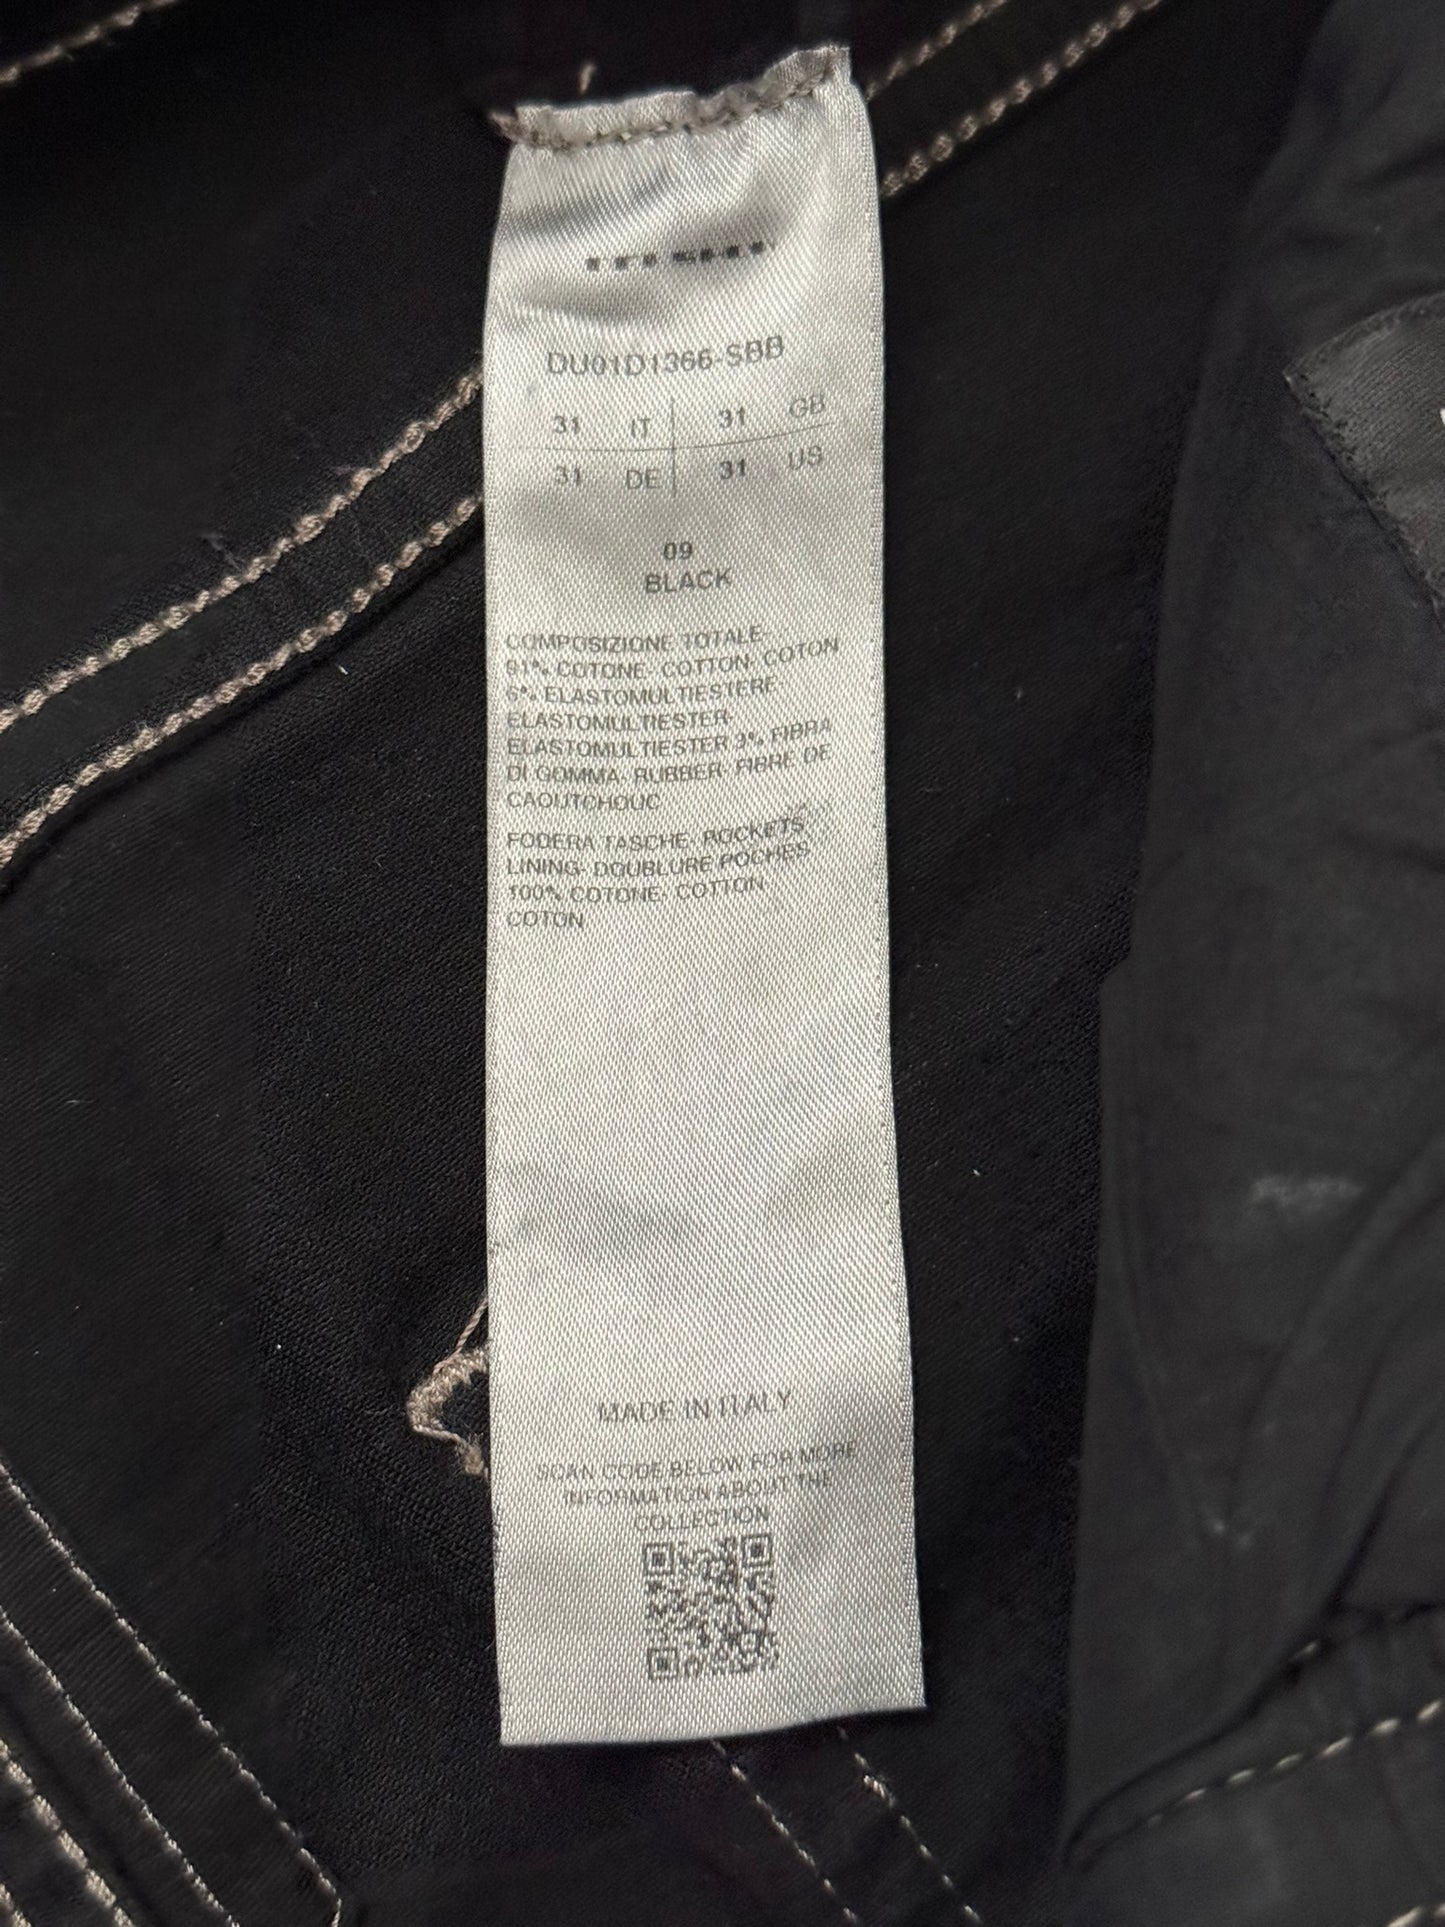 DU01D1366-SBB
31 IT 31 GB
31 DE 31 US
09
BLACK
COMPOSIZIONE TOTALE-
91% COTONE- COTTON- COTON
6% ELASTOMULTIESTERE-
ELASTOMULTIESTER-
ELASTOMULTIESTER 3% FIBRA
DI GOMMA- RUBBER- FIBRE DE
CAOUTCHOUC
FODERA TASCHE- POCKETS
LINING- DOUBLURE POCHES
100% COTONE- COTTON-
COTON
MADE IN ITALY
SCAN CODE BELOW FOR MORE
INFORMATION ABOUT THE
COLLECTION